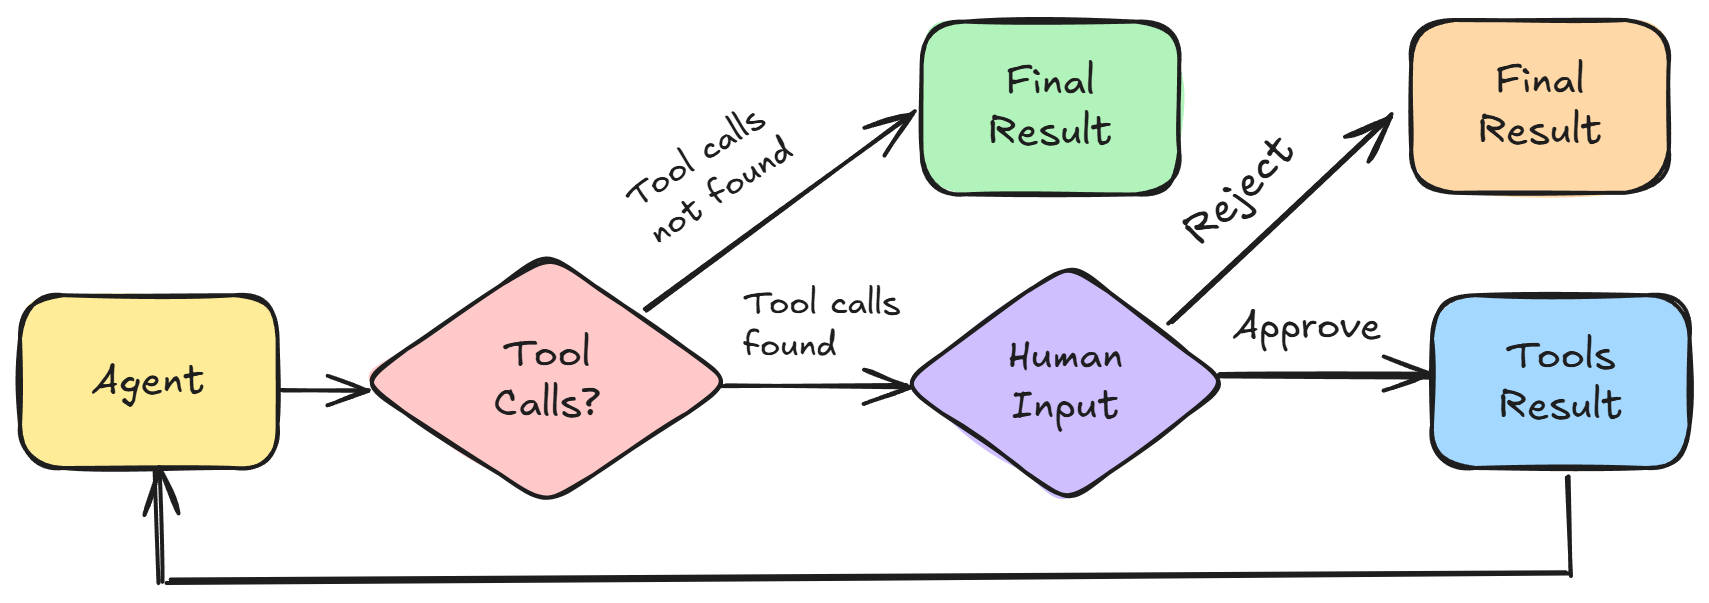 Final
Result
Final
Result
Tool calls
not found
Reject
Agent
Tool
Calls?
Tool calls
found
Human
Input
Approve
Tools
Result